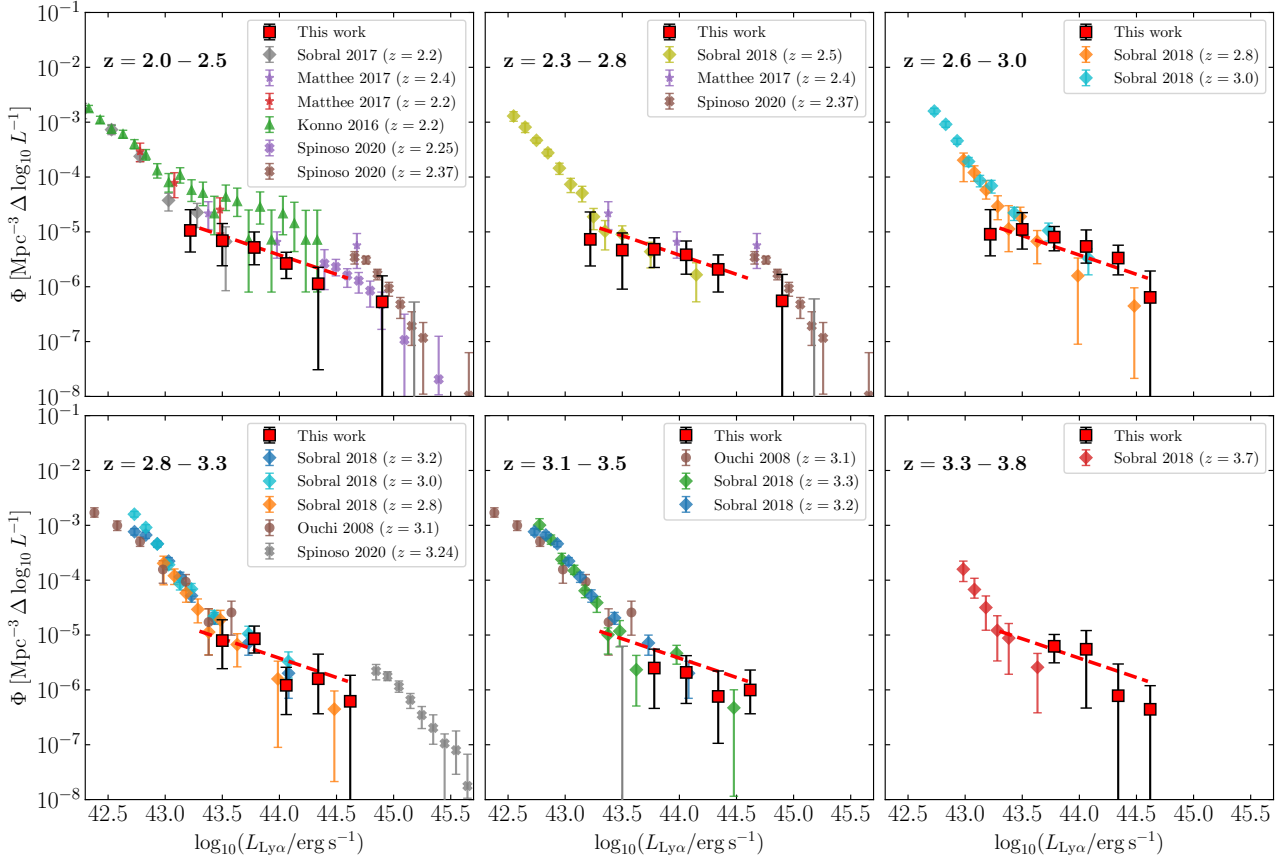 This work
Sobral 2017 (z = 2.2)
Matthee 2017 (z = 2.4)
Matthee 2017 (z = 2.2)
Konno 2016 (z = 2.2)
Spinoso 2020 (z = 2.25)
Spinoso 2020 (z = 2.37)
z = 2.0 − 2.5
10⁻¹
10⁻²
10⁻³
10⁻⁴
10⁻⁵
10⁻⁶
10⁻⁷
10⁻⁸
Φ [Mpc⁻³ Δ log₁₀ L⁻¹]
This work
Sobral 2018 (z = 2.5)
Matthee 2017 (z = 2.4)
Spinoso 2020 (z = 2.37)
z = 2.3 − 2.8
This work
Sobral 2018 (z = 2.8)
Sobral 2018 (z = 3.0)
z = 2.6 − 3.0
This work
Sobral 2018 (z = 3.2)
Sobral 2018 (z = 3.0)
Sobral 2018 (z = 2.8)
Ouchi 2008 (z = 3.1)
Spinoso 2020 (z = 3.24)
z = 2.8 − 3.3
10⁻¹
10⁻²
10⁻³
10⁻⁴
10⁻⁵
10⁻⁶
10⁻⁷
10⁻⁸
Φ [Mpc⁻³ Δ log₁₀ L⁻¹]
42.5 43.0 43.5 44.0 44.5 45.0 45.5
log₁₀(L_Lyα/erg s⁻¹)
This work
Ouchi 2008 (z = 3.1)
Sobral 2018 (z = 3.3)
Sobral 2018 (z = 3.2)
z = 3.1 − 3.5
42.5 43.0 43.5 44.0 44.5 45.0 45.5
log₁₀(L_Lyα/erg s⁻¹)
This work
Sobral 2018 (z = 3.7)
z = 3.3 − 3.8
42.5 43.0 43.5 44.0 44.5 45.0 45.5
log₁₀(L_Lyα/erg s⁻¹)